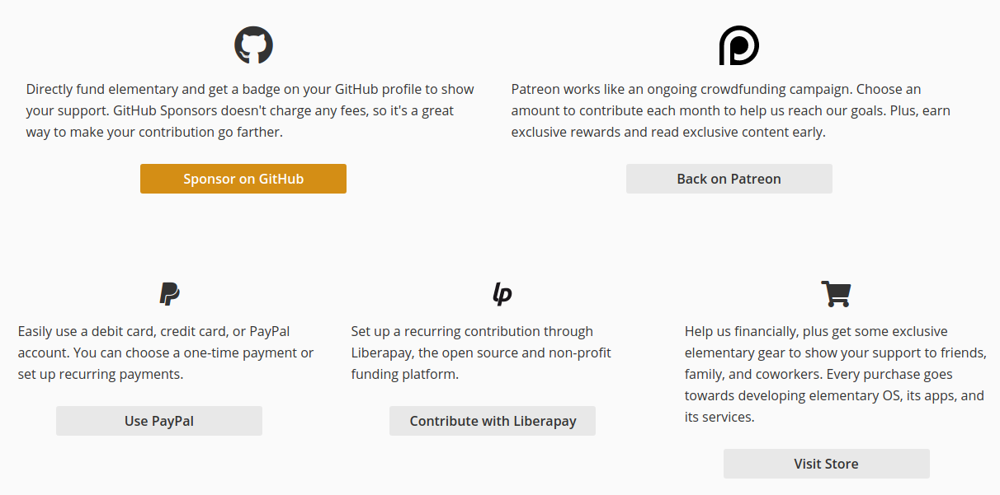 Directly fund elementary and get a badge on your GitHub profile to show
your support. GitHub Sponsors doesn't charge any fees, so it's a great
way to make your contribution go farther.
Sponsor on GitHub
Patreon works like an ongoing crowdfunding campaign. Choose an
amount to contribute each month to help us reach our goals. Plus, earn
exclusive rewards and read exclusive content early.
Back on Patreon
Easily use a debit card, credit card, or PayPal
account. You can choose a one-time payment or
set up recurring payments.
Use PayPal
lp
Set up a recurring contribution through
Liberapay, the open source and non-profit
funding platform.
Contribute with Liberapay
Help us financially, plus get some exclusive
elementary gear to show your support to friends,
family, and coworkers. Every purchase goes
towards developing elementary OS, its apps, and
its services.
Visit Store